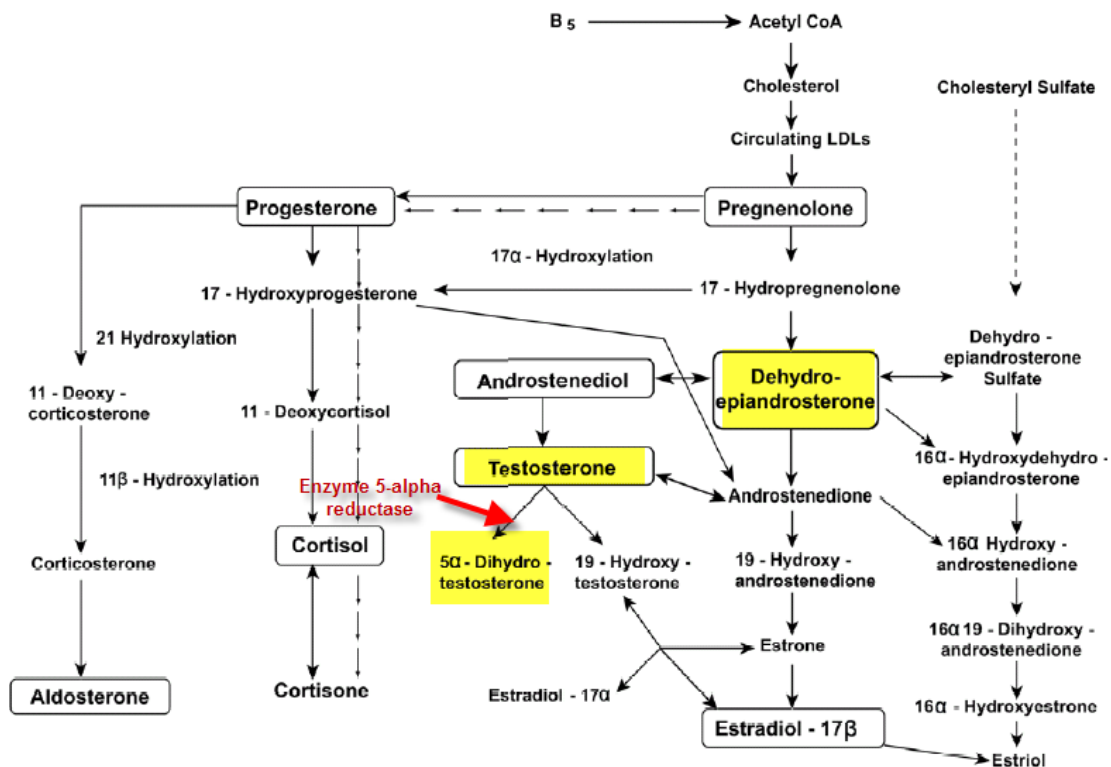 B 5
Acetyl CoA
Cholesterol
Cholesteryl Sulfate
Circulating LDLs
Progesterone
Pregnenolone
17α - Hydroxylation
17 - Hydroxyprogesterone
17 - Hydropregnenolone
21 Hydroxylation
Dehydro -
epiandrosterone
Sulfate
Androstenediol
Dehydro-
epiandrosterone
11 - Deoxy -
corticosterone
11 - Deoxycortisol
Testosterone
16α- Hydroxydehydro -
epiandrosterone
11β - Hydroxylation
Enzyme 5-alpha
reductase
Androstenedione
Cortisol
Corticosterone
5α - Dihydro -
testosterone
19 - Hydroxy -
testosterone
19 - Hydroxy -
androstenedione
16α Hydroxy -
androstenedione
16α 19 - Dihydroxy -
androstenedione
Estrone
Aldosterone
Cortisone
Estradiol - 17α
16α - Hydroxyestrone
Estradiol - 17β
Estriol